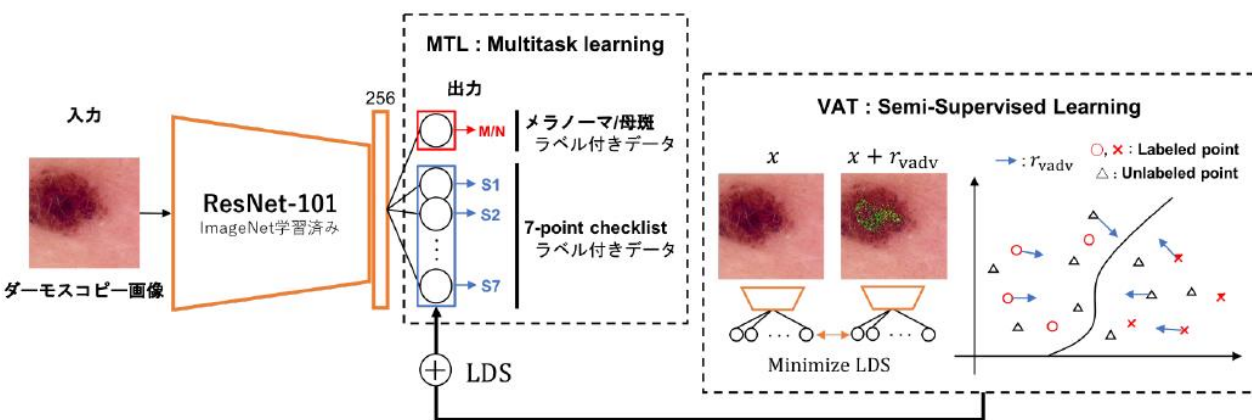 入力
ダーモスコピー画像
ResNet-101
ImageNet学習済み
256
MTL : Multitask learning
出力
M/N
メラノーマ/母斑
ラベル付きデータ
S1
S2
⋮
S7
7-point checklist
ラベル付きデータ
+
LDS
VAT : Semi-Supervised Learning
x
x + r_vadv
···
···
Minimize LDS
→ : r_vadv
○, × : Labeled point
△ : Unlabeled point